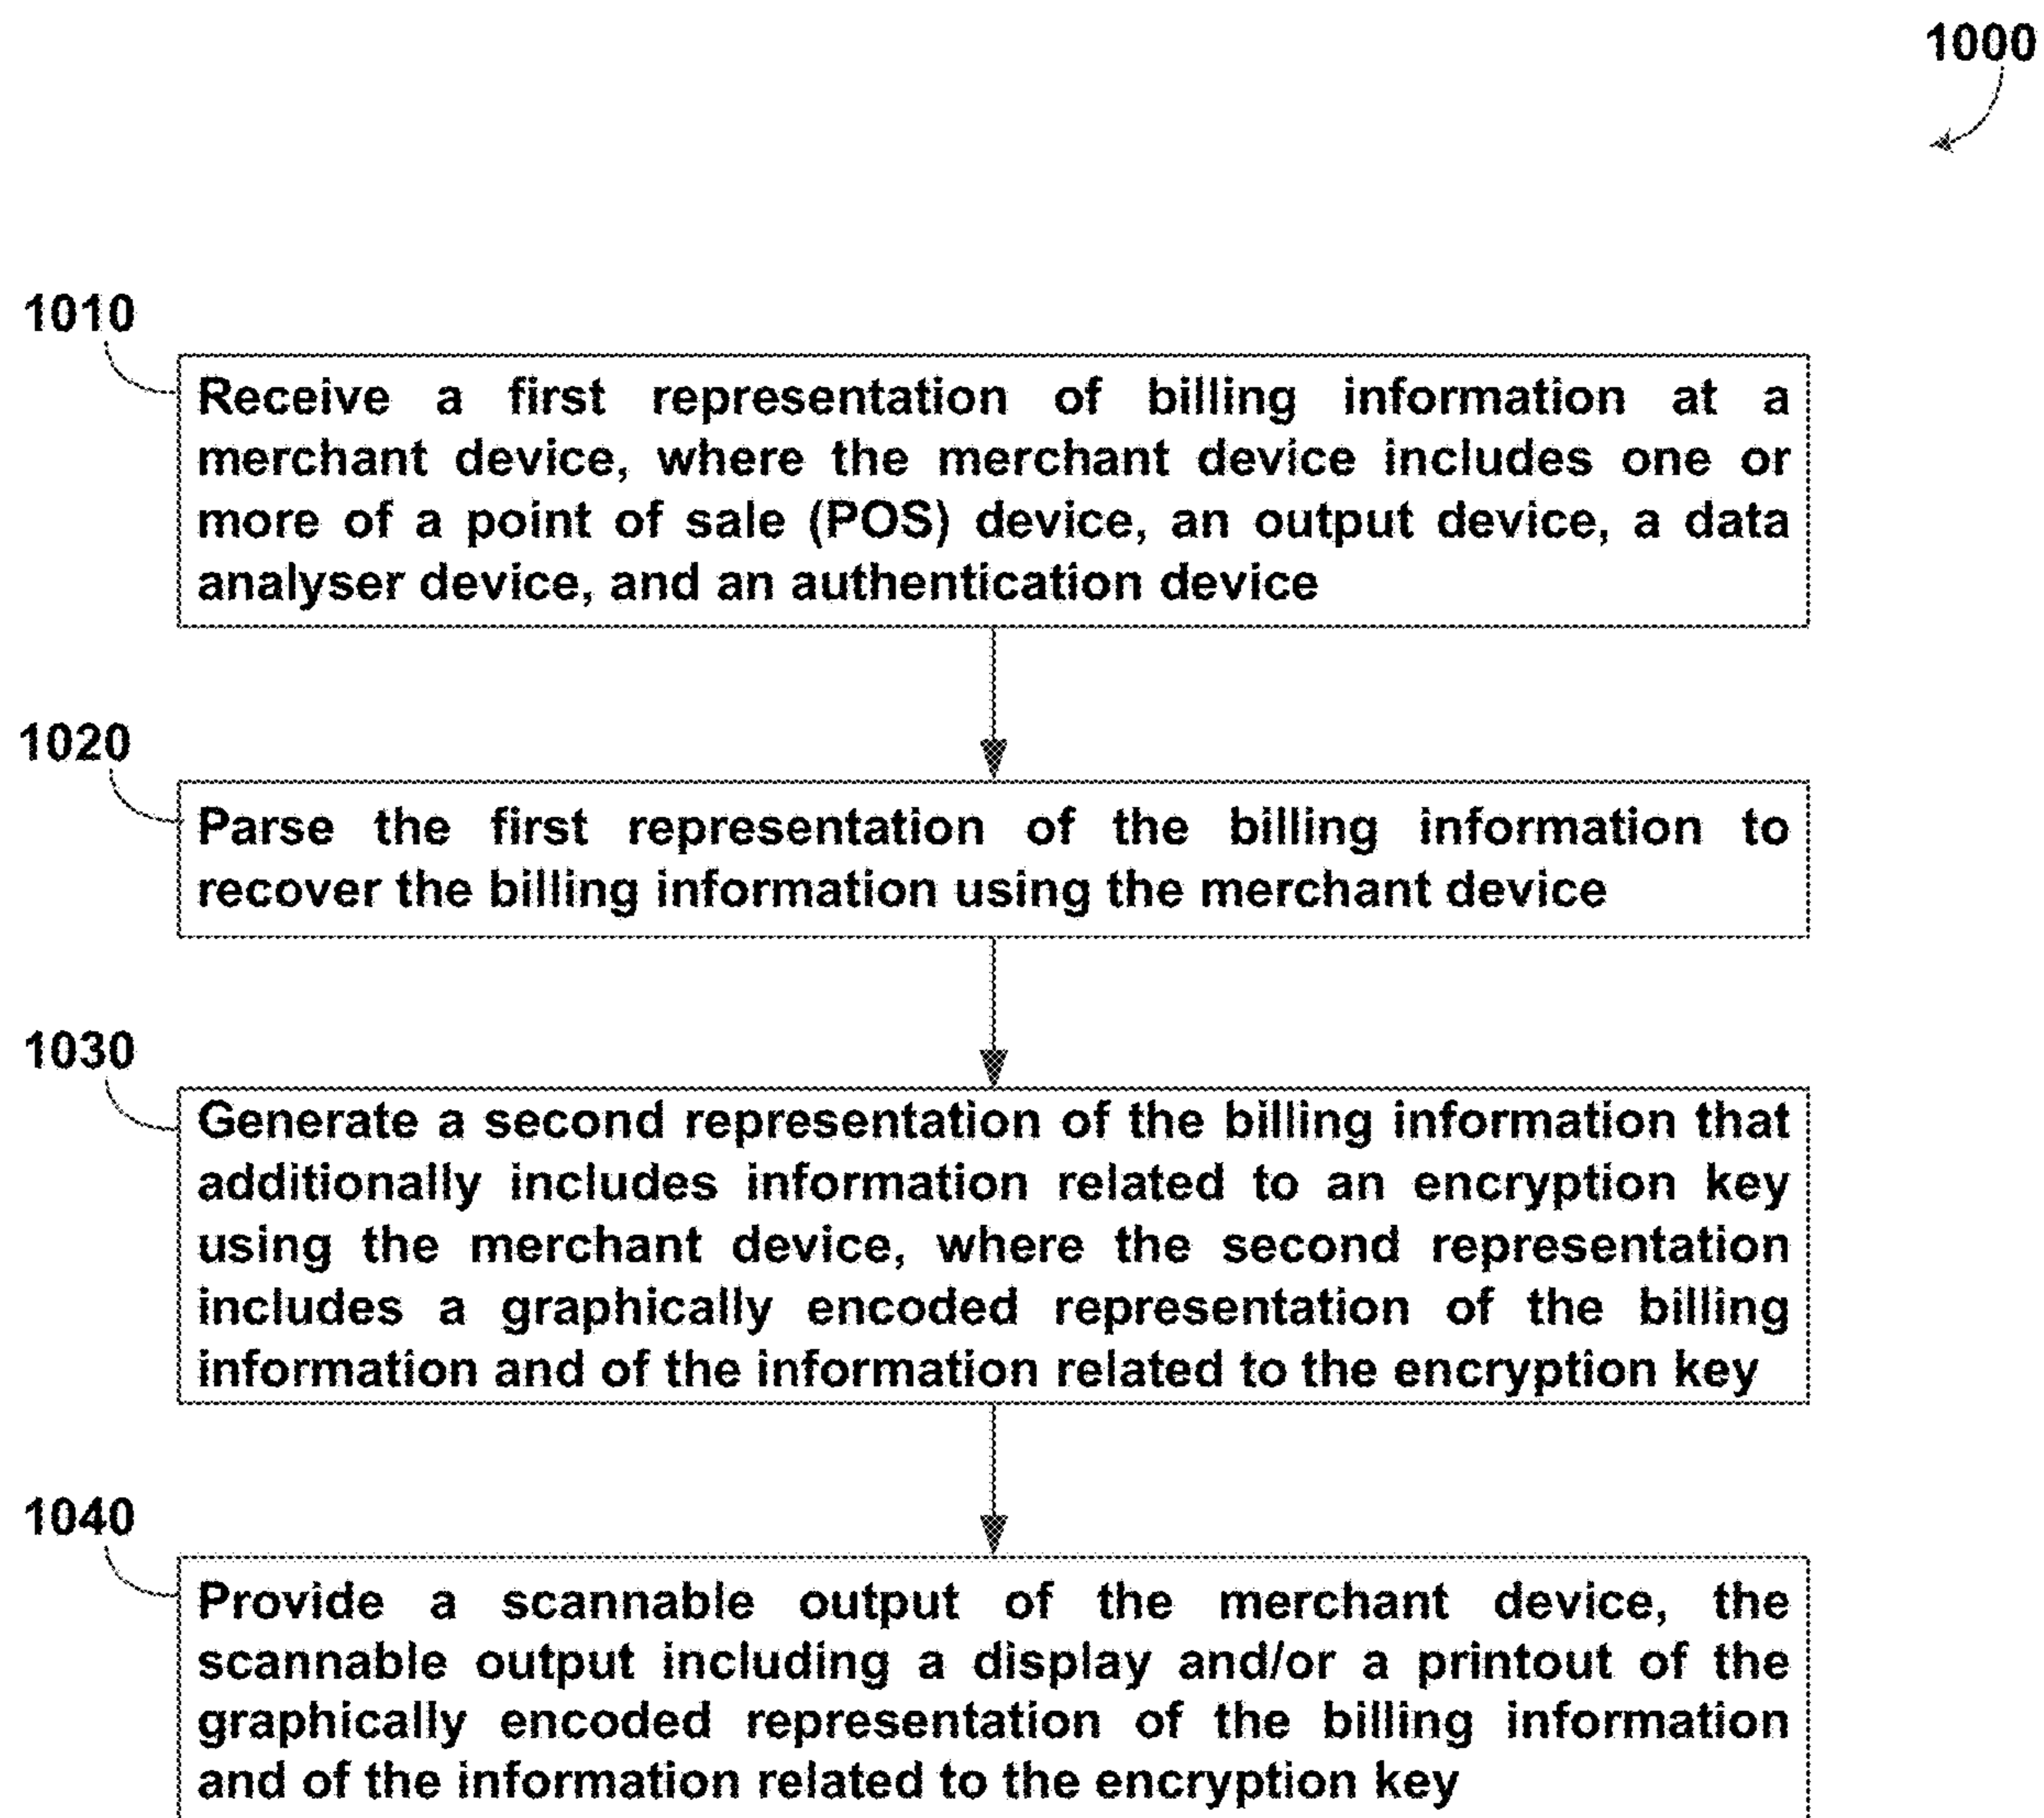 1000
1010
Receive a first representation of billing information at a
merchant device, where the merchant device includes one or
more of a point of sale (POS) device, an output device, a data
analyser device, and an authentication device
1020
Parse the first representation of the billing information to
recover the billing information using the merchant device
1030
Generate a second representation of the billing information that
additionally includes information related to an encryption key
using the merchant device, where the second representation
includes a graphically encoded representation of the billing
information and of the information related to the encryption key
1040
Provide a scannable output of the merchant device, the
scannable output including a display and/or a printout of the
graphically encoded representation of the billing information
and of the information related to the encryption key